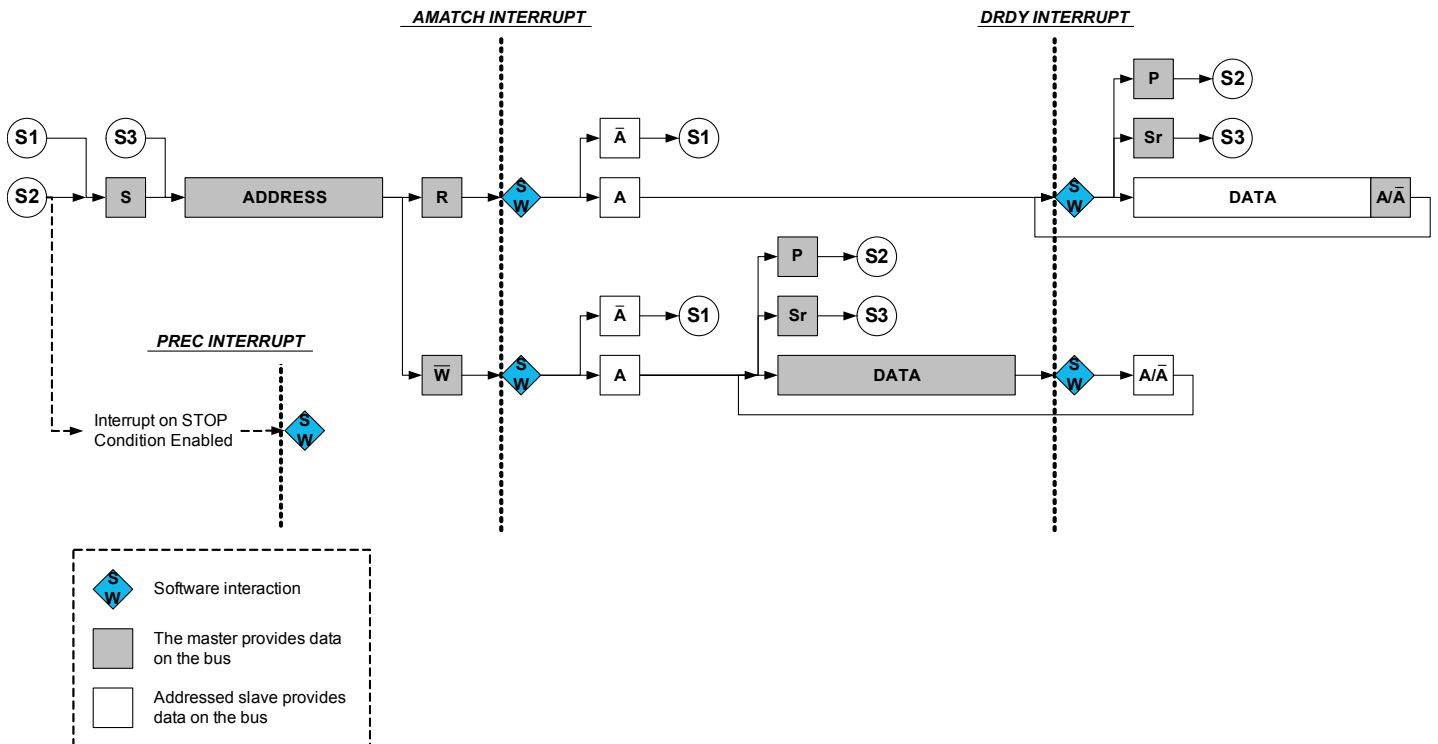 AMATCH INTERRUPT
DRDY INTERRUPT
P
S2
S1
S3
A̅
S1
Sr
S3
S2
S
ADDRESS
R
S
W
A
S
W
DATA
A/A̅
P
S2
A̅
S1
Sr
S3
PREC INTERRUPT
W̅
S
W
A
DATA
S
W
A/A̅
Interrupt on STOP
Condition Enabled
S
W
S
W
Software interaction
The master provides data
on the bus
Addressed slave provides
data on the bus